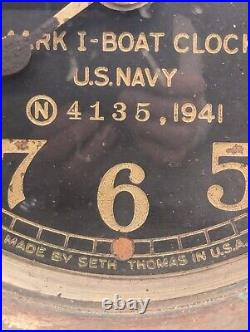 MARK I-BOAT CLOCK
U.S. NAVY
N 4135, 1941
7 6 5
MADE BY SETH THOMAS IN U.S.A.